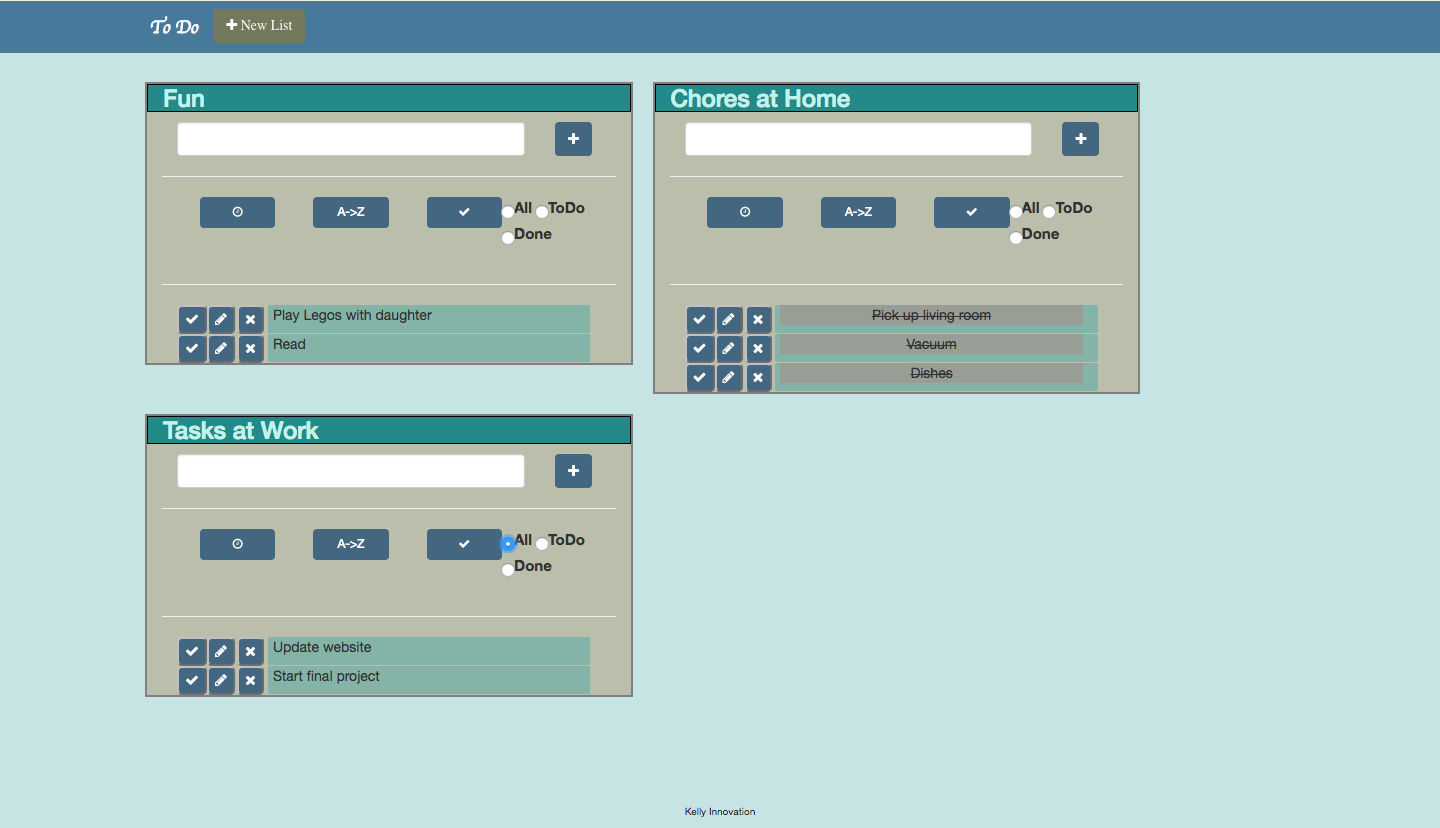 To Do
New List
Fun
A->Z
All ToDo
Done
Play Legos with daughter
Read
Chores at Home
A->Z
All ToDo
Done
Pick up living room
Vacuum
Dishes
Tasks at Work
A->Z
All ToDo
Done
Update website
Start final project
Kelly Innovation